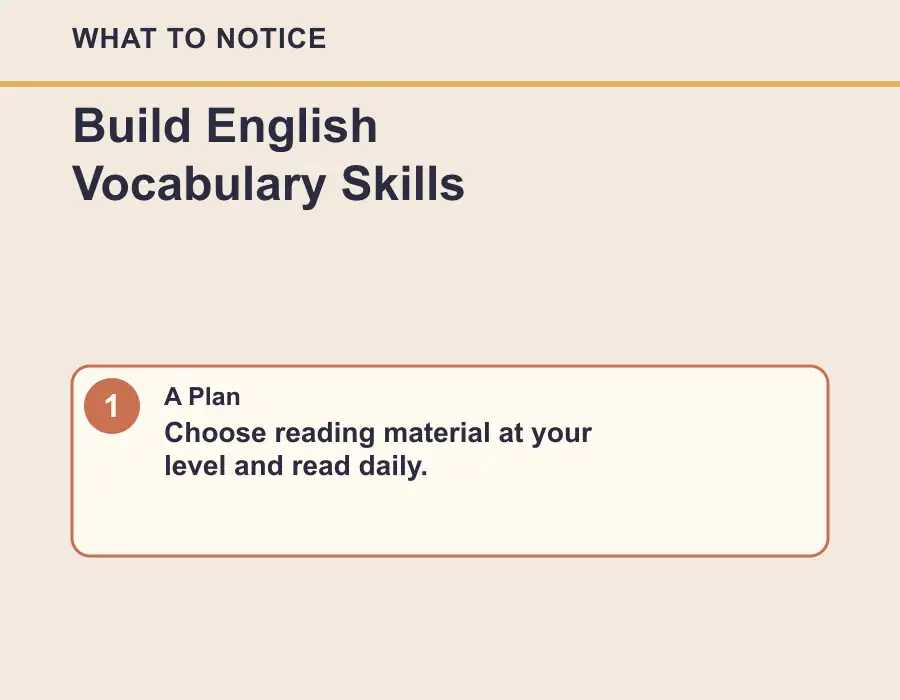 WHAT TO NOTICE
Build English
Vocabulary Skills
1
A Plan
Choose reading material at your
level and read daily.